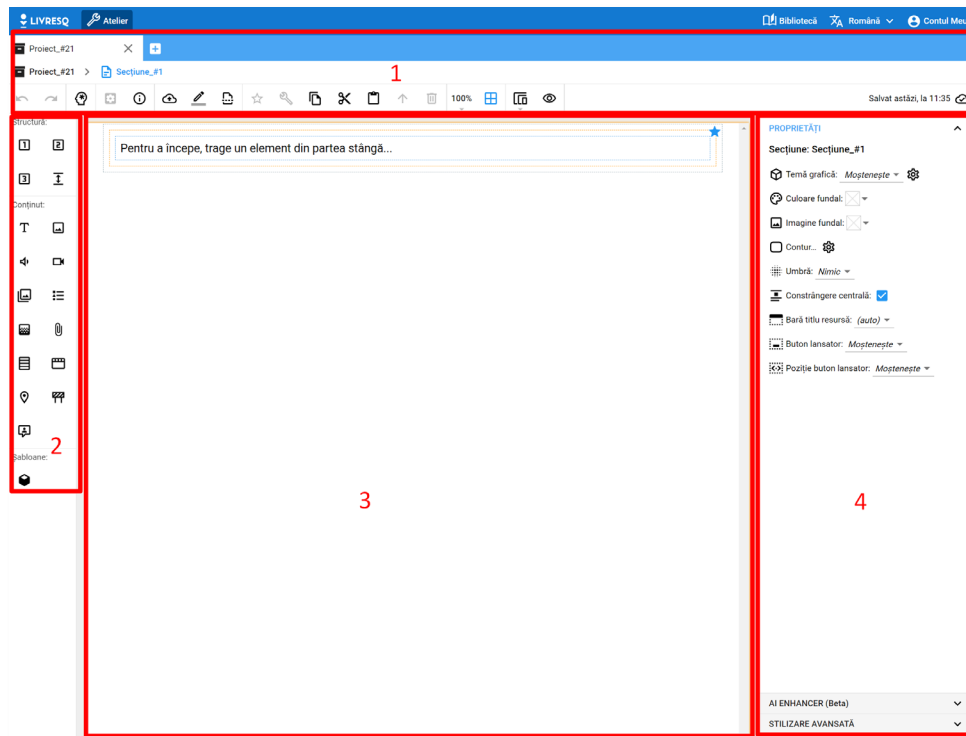 LIVRESQ Atelier Bibliotecă Română Contul Meu
Proiect_#21
Proiect_#21 > Secțiune_#1
1
100% Salvat astăzi, la 11:35
Structură:
1 2
3
Conținut:
T
2
Șabloane:
Pentru a începe, trage un element din partea stângă...
3
PROPRIETĂȚI
Secțiune: Secțiune_#1
Temă grafică: Moștenește
Culoare fundal:
Imagine fundal:
Contur...
Umbră: Nimic
Constrângere centrală:
Bară titlu resursă: (auto)
Buton lansator: Moștenește
Poziție buton lansator: Moștenește
4
AI ENHANCER (Beta)
STILIZARE AVANSATĂ